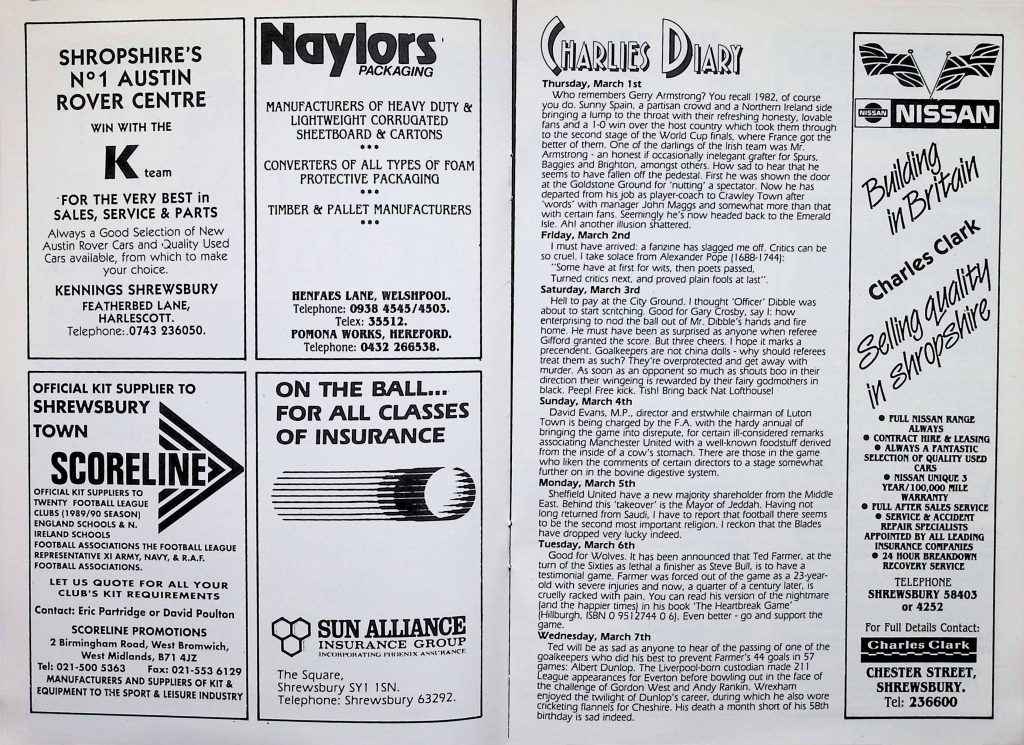 SHROPSHIRE'S
Nº1 AUSTIN
ROVER CENTRE
WIN WITH THE
K team
FOR THE VERY BEST in
SALES, SERVICE & PARTS
Always a Good Selection of New
Austin Rover Cars and Quality Used
Cars available, from which to make
your choice.
KENNINGS SHREWSBURY
FEATHERBED LANE,
HARLESCOTT.
Telephone: 0743 236050.
Naylors
PACKAGING
MANUFACTURERS OF HEAVY DUTY &
LIGHTWEIGHT CORRUGATED
SHEETBOARD & CARTONS
•••
CONVERTERS OF ALL TYPES OF FOAM
PROTECTIVE PACKAGING
•••
TIMBER & PALLET MANUFACTURERS
•••
HENFAES LANE, WELSHPOOL.
Telephone: 0938 4545/4503.
Telex: 35512.
POMONA WORKS, HEREFORD.
Telephone: 0432 266538.
OFFICIAL KIT SUPPLIER TO
SHREWSBURY
TOWN
SCORELINE
OFFICIAL KIT SUPPLIERS TO
TWENTY FOOTBALL LEAGUE
CLUBS (1989/90 SEASON)
ENGLAND SCHOOLS & N.
IRELAND SCHOOLS
FOOTBALL ASSOCIATIONS THE FOOTBALL LEAGUE
REPRESENTATIVE XI ARMY, NAVY, & R.A.F.
FOOTBALL ASSOCIATIONS.
LET US QUOTE FOR ALL YOUR
CLUB'S KIT REQUIREMENTS
Contact: Eric Partridge or David Poulton
SCORELINE PROMOTIONS
2 Birmingham Road, West Bromwich,
West Midlands, B71 4JZ
Tel: 021-500 5363 Fax: 021-553 6129
MANUFACTURERS AND SUPPLIERS OF KIT &
EQUIPMENT TO THE SPORT & LEISURE INDUSTRY
ON THE BALL...
FOR ALL CLASSES
OF INSURANCE
SUN ALLIANCE
INSURANCE GROUP
INCORPORATING PHOENIX ASSURANCE
The Square,
Shrewsbury SY1 1SN.
Telephone: Shrewsbury 63292.
CHARLIES DIARY
Thursday, March 1st
Who remembers Gerry Armstrong? You recall 1982, of course
you do. Sunny Spain, a partisan crowd and a Northern Ireland side
bringing a lump to the throat with their refreshing honesty, lovable
fans and a 1-0 win over the host country which took them through
to the second stage of the World Cup finals, where France got the
better of them. One of the darlings of the Irish team was Mr.
Armstrong - an honest if occasionally inelegant grafter for Spurs,
Baggies and Brighton, amongst others. How sad to hear that he
seems to have fallen off the pedestal. First he was shown the door
at the Goldstone Ground for 'nutting' a spectator. Now he has
departed from his job as player-coach to Crawley Town after
'words' with manager John Maggs and somewhat more than that
with certain fans. Seemingly he's now headed back to the Emerald
Isle. Ah! another illusion shattered.
Friday, March 2nd
I must have arrived: a fanzine has slagged me off. Critics can be
so cruel. I take solace from Alexander Pope (1688-1744):
"Some have at first for wits, then poets passed,
Turned critics next, and proved plain fools at last".
Saturday, March 3rd
Hell to pay at the City Ground. I thought 'Officer' Dibble was
about to start scritching. Good for Gary Crosby, say I: how
enterprising to nod the ball out of Mr. Dibble's hands and fire
home. He must have been as surprised as anyone when referee
Gifford granted the score. But three cheers. I hope it marks a
precendent. Goalkeepers are not china dolls - why should referees
treat them as such? They're overprotected and get away with
murder. As soon as an opponent so much as shouts boo in their
direction their wingeing is rewarded by their fairy godmothers in
black. Peep! Free kick. Tish! Bring back Nat Lofthouse!
Sunday, March 4th
David Evans, M.P., director and erstwhile chairman of Luton
Town is being charged by the F.A. with the hardy annual of
bringing the game into disrepute, for certain ill-considered remarks
associating Manchester United with a well-known foodstuff derived
from the inside of a cow's stomach. There are those in the game
who liken the comments of certain directors to a stage somewhat
further on in the bovine digestive system.
Monday, March 5th
Sheffield United have a new majority shareholder from the Middle
East. Behind this 'takeover' is the Mayor of Jeddah. Having not
long returned from Saudi, I have to report that football there seems
to be the second most important religion. I reckon that the Blades
have dropped very lucky indeed.
Tuesday, March 6th
Good for Wolves. It has been announced that Ted Farmer, at the
turn of the Sixties as lethal a finisher as Steve Bull, is to have a
testimonial game. Farmer was forced out of the game as a 23-year-
old with severe injuries and now, a quarter of a century later, is
cruelly racked with pain. You can read his version of the nightmare
(and the happier times) in his book 'The Heartbreak Game'
(Hillburgh, ISBN 0 9512744 0 6). Even better - go and support the
game.
Wednesday, March 7th
Ted will be as sad as anyone to hear of the passing of one of the
goalkeepers who did his best to prevent Farmer's 44 goals in 57
games: Albert Dunlop. The Liverpool-born custodian made 211
League appearances for Everton before bowling out in the face of
the challenge of Gordon West and Andy Rankin. Wrexham
enjoyed the twilight of Dunlop's career, during which he also wore
cricketing flannels for Cheshire. His death a month short of his 58th
birthday is sad indeed.
NISSAN NISSAN
Building
in Britain
Charles Clark
Selling quality
in Shropshire
• FULL NISSAN RANGE
ALWAYS
• CONTRACT HIRE & LEASING
• ALWAYS A FANTASTIC
SELECTION OF QUALITY USED
CARS
• NISSAN UNIQUE 3
YEAR/100,000 MILE
WARRANTY
• FULL AFTER SALES SERVICE
• SERVICE & ACCIDENT
REPAIR SPECIALISTS
APPOINTED BY ALL LEADING
INSURANCE COMPANIES
• 24 HOUR BREAKDOWN
RECOVERY SERVICE
TELEPHONE
SHREWSBURY 58403
or 4252
For Full Details Contact:
Charles Clark
CHESTER STREET,
SHREWSBURY.
Tel: 236600